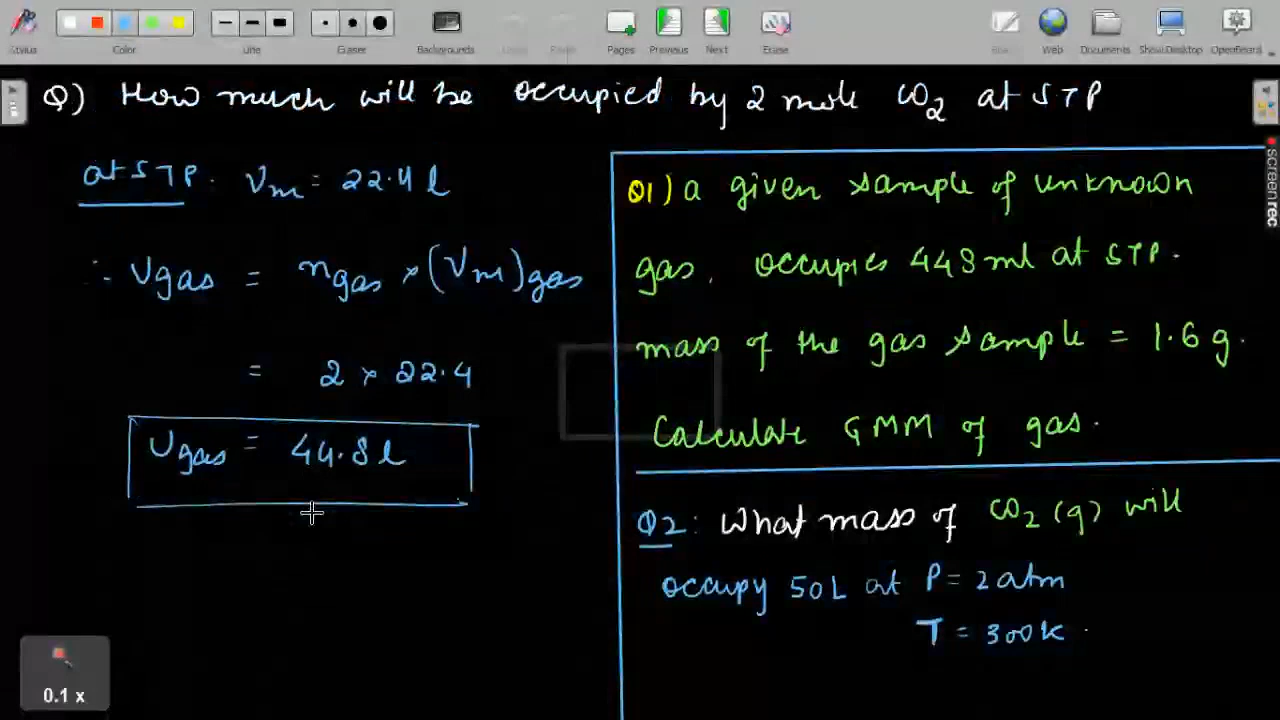 Stylus
Color
Line
Eraser
Backgrounds
Pages
Previous
Next
Erase
Web
Documents
Show Desktop
OpenBoard
Q) How much will be occupied by 2 mole CO2 at STP
at STP. Vm = 22.4 l
∴ Vgas = ngas × (Vm)gas
= 2 × 22.4
Vgas = 44.8 l
Q1) a given sample of unknown
gas, occupies 448 ml at STP.
mass of the gas sample = 1.6 g.
Calculate GMM of gas.
Q2: What mass of CO2 (g) will
occupy 50L at P = 2 atm
T = 300 K
screenrec
0.1 x